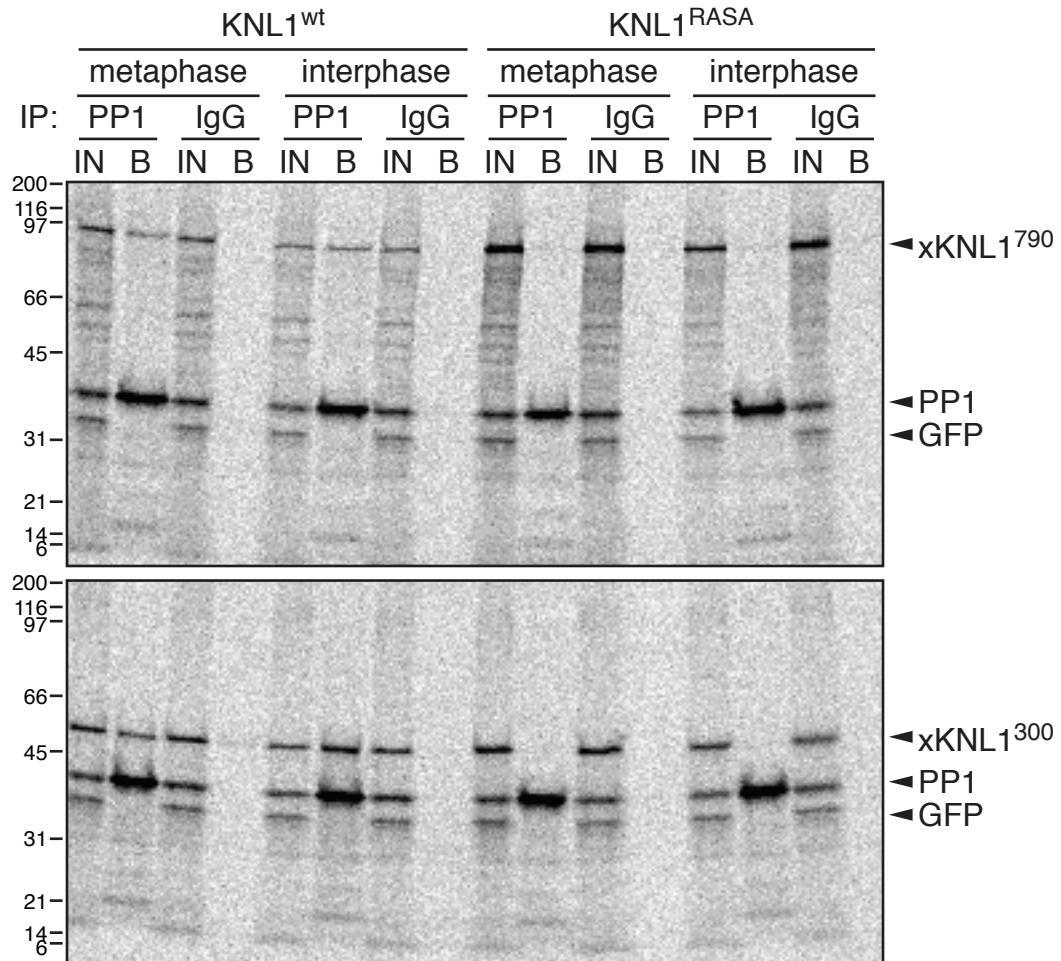 KNL1wt KNL1RASA
metaphase interphase metaphase interphase
IP: PP1 IgG PP1 IgG PP1 IgG PP1 IgG
IN B IN B IN B IN B IN B IN B IN B IN B
200
116
97
xKNL1790
66
45
PP1
31
GFP
21
14
6
200
116
97
66
xKNL1300
45
PP1
GFP
31
21
14
6